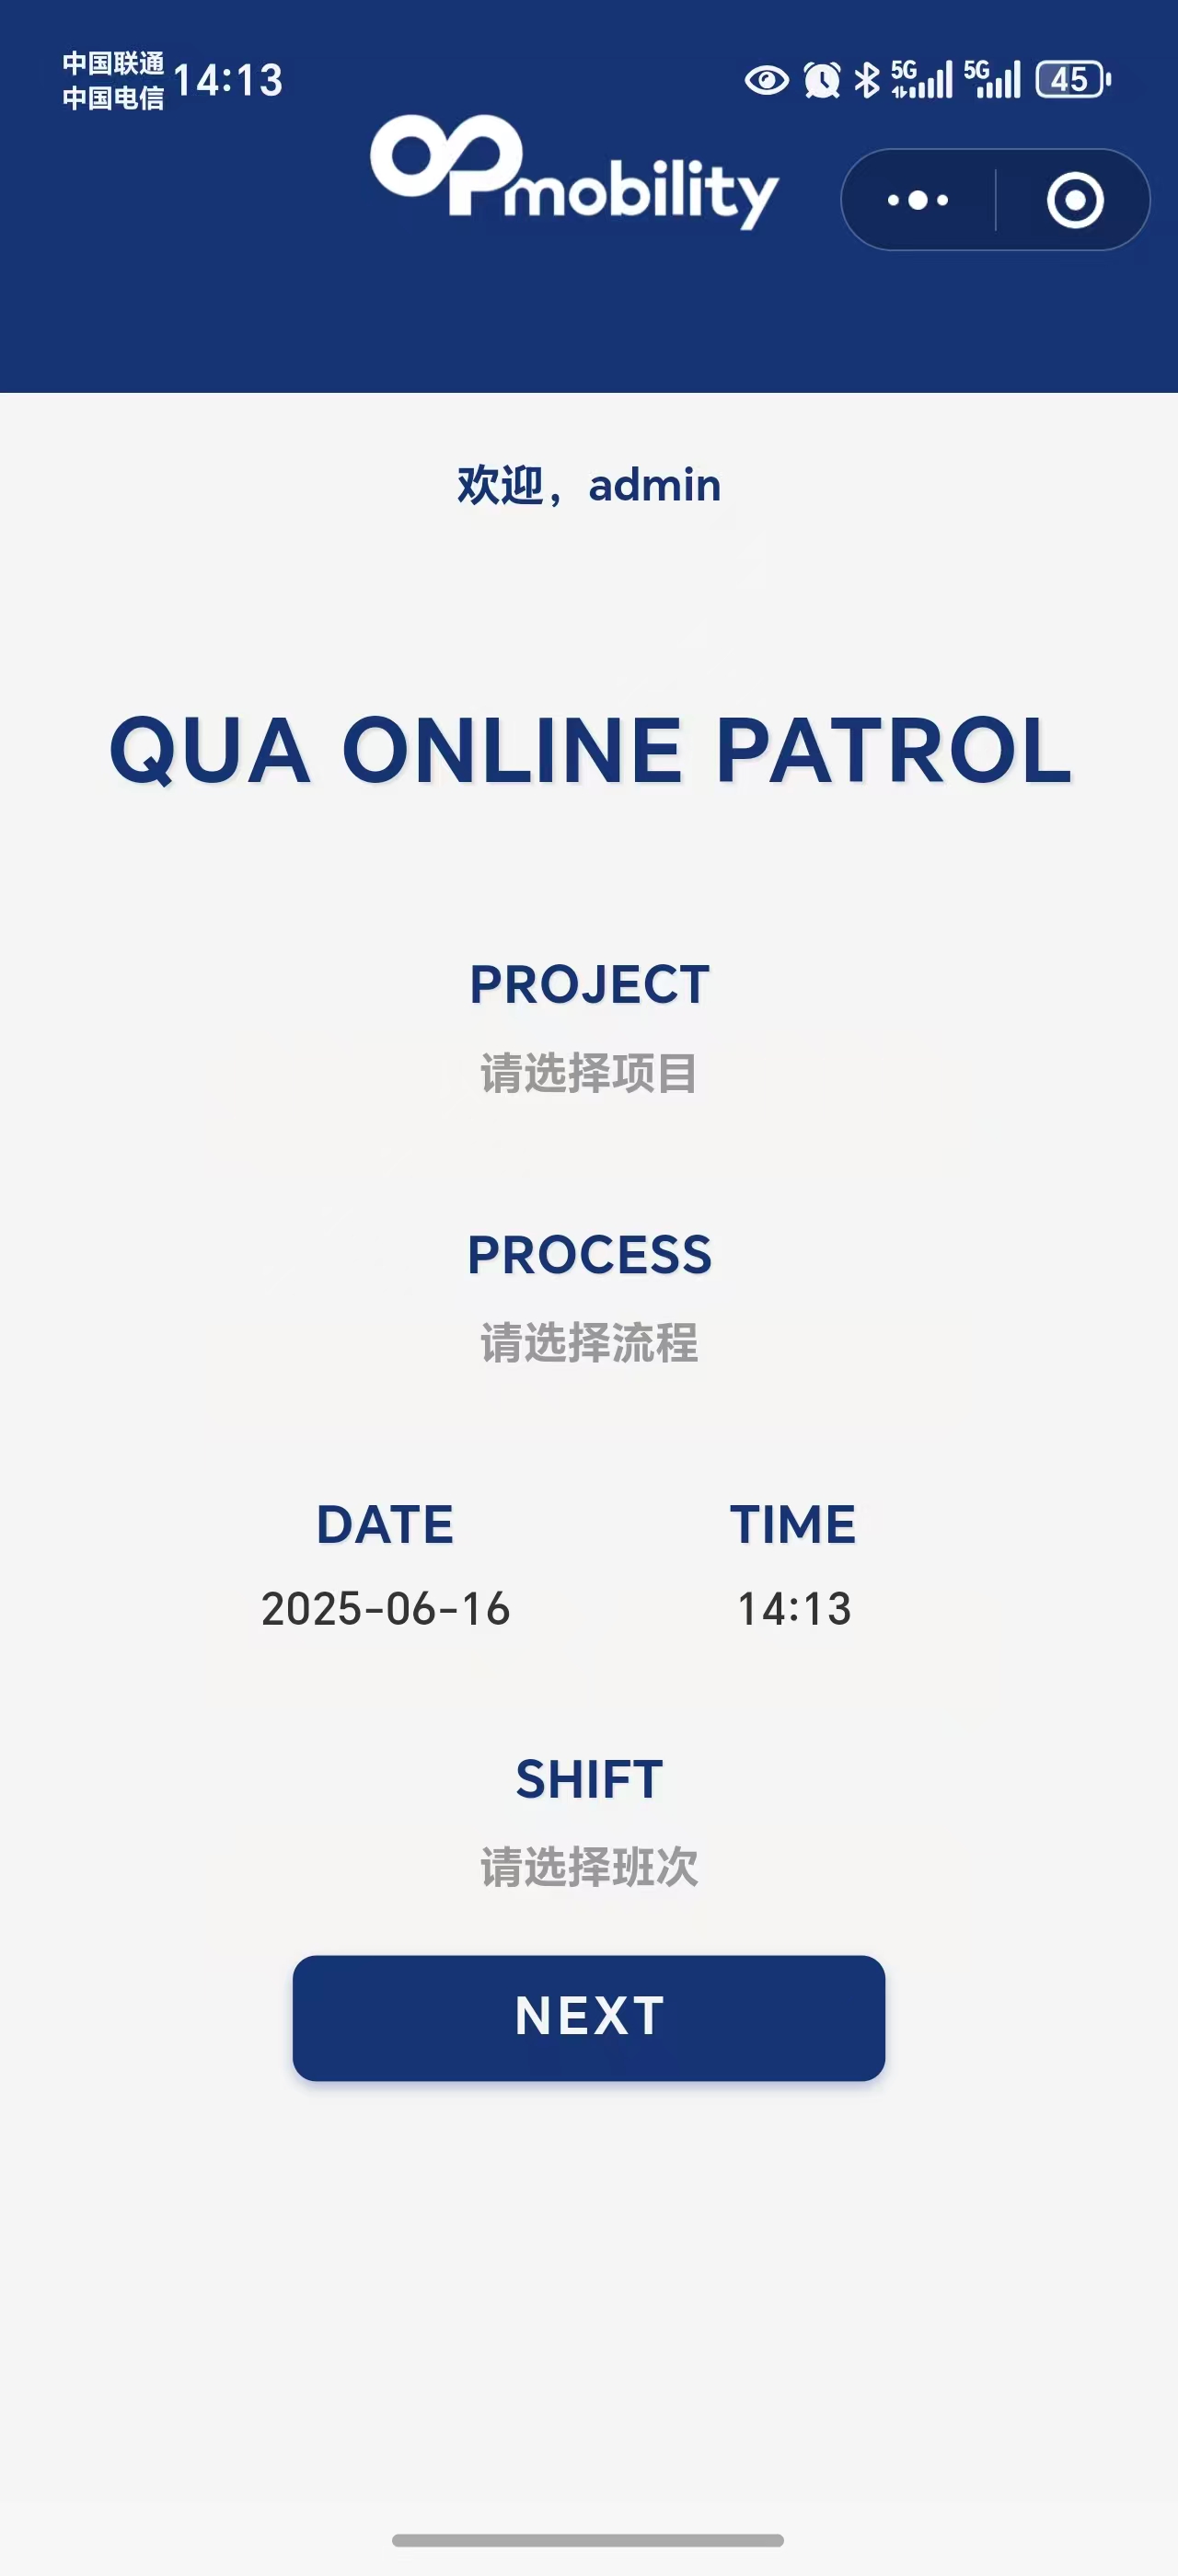 中国联通
中国电信
14:13
5G 5G 45
OPmobility
欢迎，admin
QUA ONLINE PATROL
PROJECT
请选择项目
PROCESS
请选择流程
DATE TIME
2025-06-16 14:13
SHIFT
请选择班次
NEXT